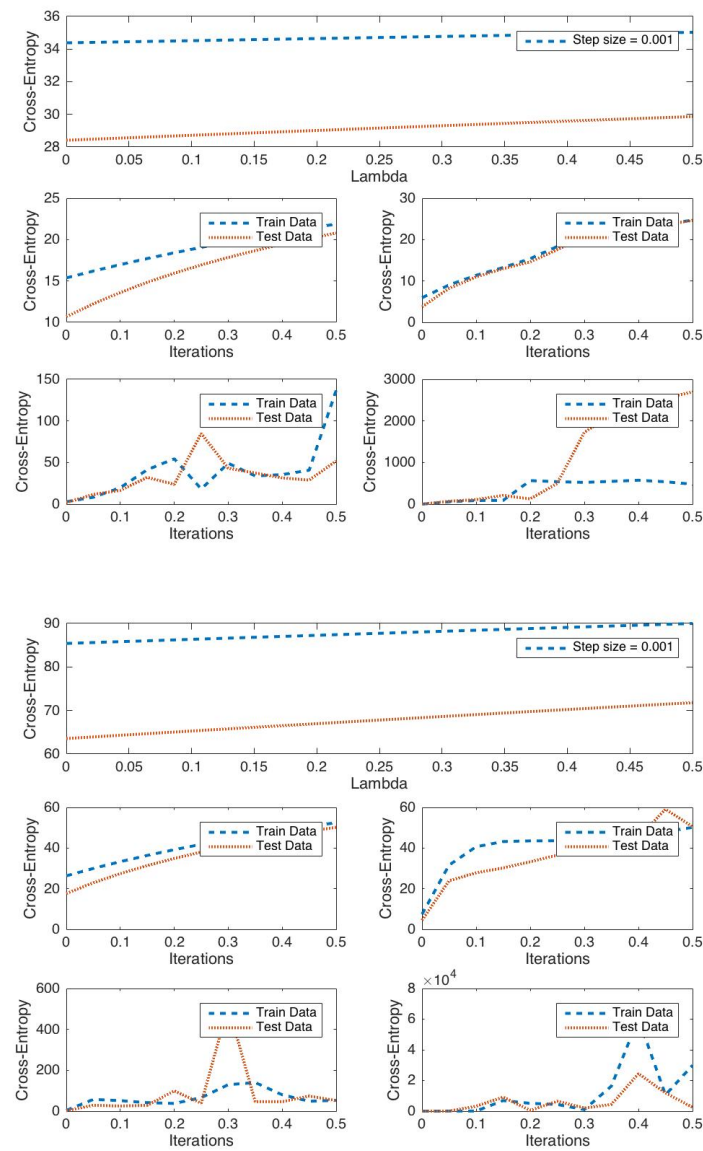 36
34
32
30
28
Cross-Entropy
Step size = 0.001
0 0.05 0.1 0.15 0.2 0.25 0.3 0.35 0.4 0.45 0.5
Lambda
25
20
15
10
Cross-Entropy
Train Data
Test Data
0 0.1 0.2 0.3 0.4 0.5
Iterations
30
20
10
0
Cross-Entropy
Train Data
Test Data
0 0.1 0.2 0.3 0.4 0.5
Iterations
150
100
50
0
Cross-Entropy
Train Data
Test Data
0 0.1 0.2 0.3 0.4 0.5
Iterations
3000
2000
1000
0
Cross-Entropy
Train Data
Test Data
0 0.1 0.2 0.3 0.4 0.5
Iterations
90
80
70
60
Cross-Entropy
Step size = 0.001
0 0.05 0.1 0.15 0.2 0.25 0.3 0.35 0.4 0.45 0.5
Lambda
60
40
20
0
Cross-Entropy
Train Data
Test Data
0 0.1 0.2 0.3 0.4 0.5
Iterations
60
40
20
0
Cross-Entropy
Train Data
Test Data
0 0.1 0.2 0.3 0.4 0.5
Iterations
600
400
200
0
Cross-Entropy
Train Data
Test Data
0 0.1 0.2 0.3 0.4 0.5
Iterations
×10⁴
8
6
4
2
0
Cross-Entropy
Train Data
Test Data
0 0.1 0.2 0.3 0.4 0.5
Iterations